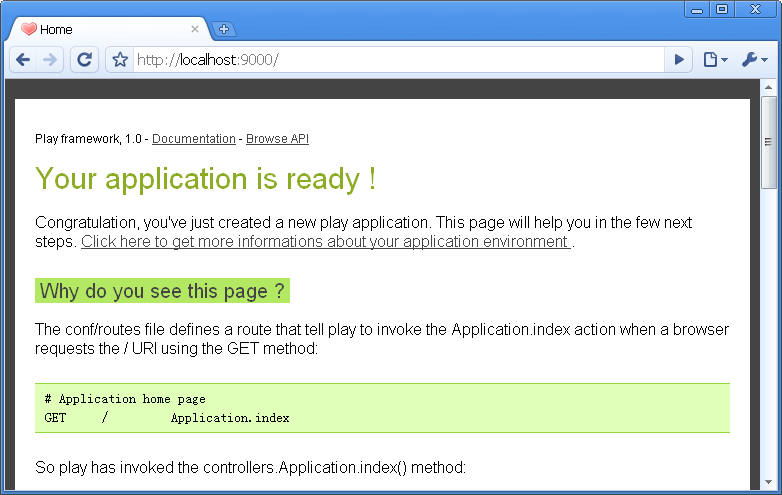 Home
http://localhost:9000/
Play framework, 1.0 - Documentation - Browse API
Your application is ready !
Congratulation, you've just created a new play application. This page will help you in the few next
steps. Click here to get more informations about your application environment .
Why do you see this page ?
The conf/routes file defines a route that tell play to invoke the Application.index action when a browser
requests the / URI using the GET method:
# Application home page
GET / Application.index
So play has invoked the controllers.Application.index() method: